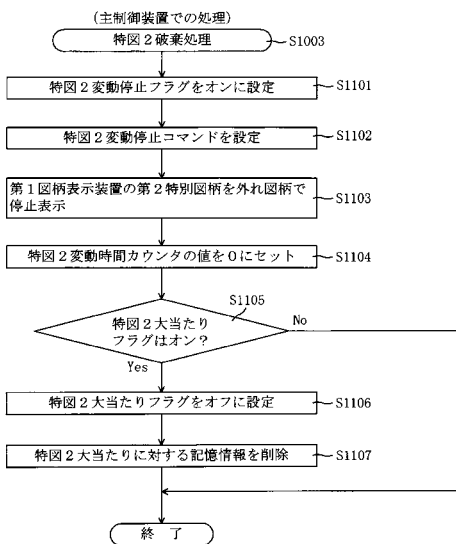 (主制御装置での処理)
特図２破棄処理
S1003
特図２変動停止フラグをオンに設定
S1101
特図２変動停止コマンドを設定
S1102
第１図柄表示装置の第２特別図柄を外れ図柄で
停止表示
S1103
特図２変動時間カウンタの値を０にセット
S1104
S1105
特図２大当たり
フラグはオン？
No
Yes
特図２大当たりフラグをオフに設定
S1106
特図２大当たりに対する記憶情報を削除
S1107
終 了